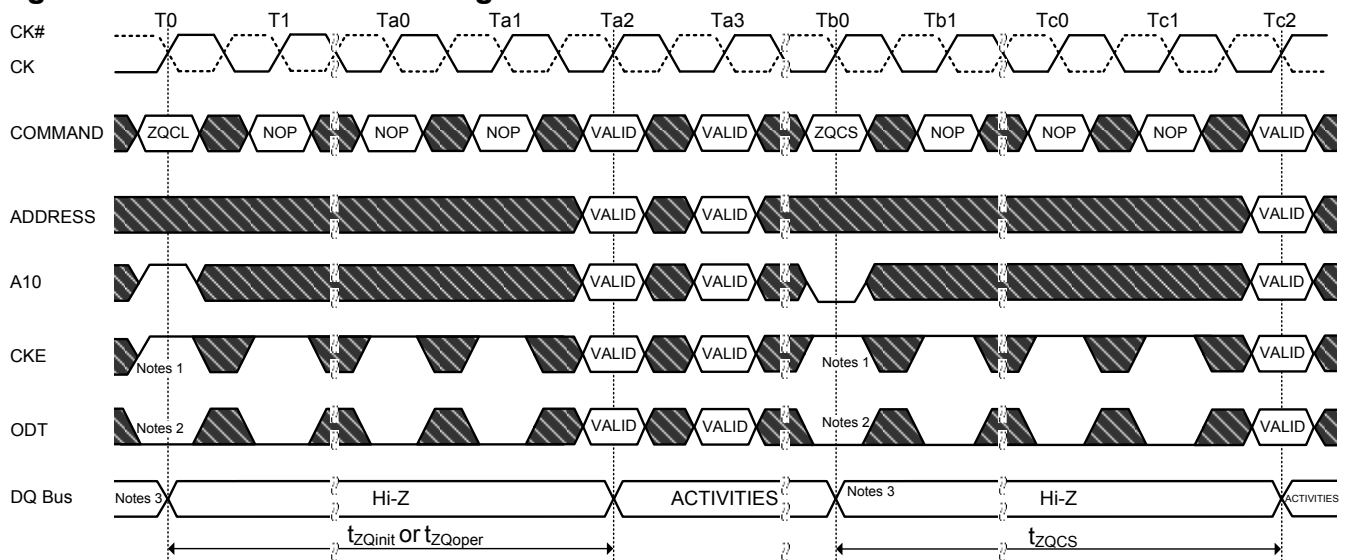 T0 T1 Ta0 Ta1 Ta2 Ta3 Tb0 Tb1 Tc0 Tc1 Tc2
CK#
CK
COMMAND ZQCL NOP NOP NOP VALID VALID ZQCS NOP NOP NOP VALID
ADDRESS VALID VALID VALID
A10 VALID VALID VALID
CKE Notes 1 VALID VALID Notes 1 VALID
ODT Notes 2 VALID VALID Notes 2 VALID
DQ Bus Notes 3 Hi-Z ACTIVITIES Notes 3 Hi-Z ACTIVITIES
tZQinit or tZQoper tZQCS